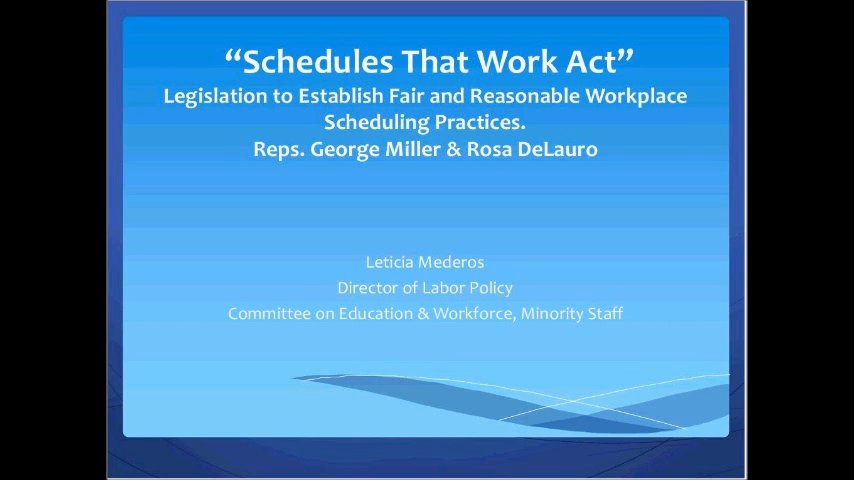 “Schedules That Work Act”
Legislation to Establish Fair and Reasonable Workplace
Scheduling Practices.
Reps. George Miller & Rosa DeLauro
Leticia Mederos
Director of Labor Policy
Committee on Education & Workforce, Minority Staff